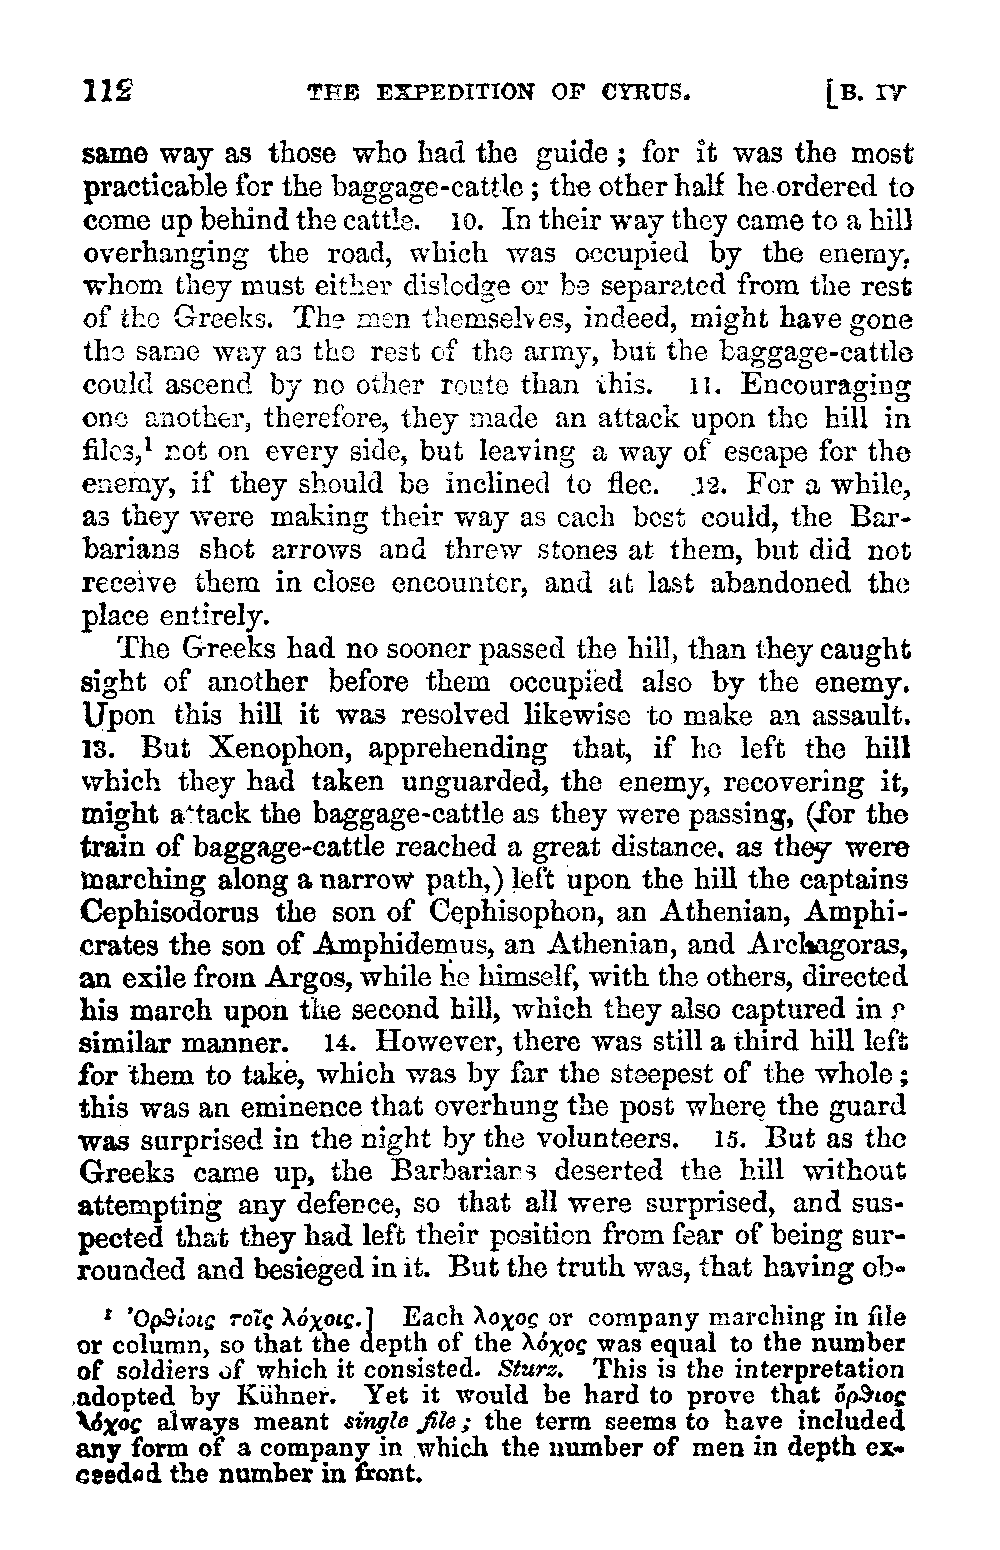 112 THE EXPEDITION OF CYRUS. [B. IV
same way as those who had the guide ; for it was the most
practicable for the baggage-cattle ; the other half he ordered to
come up behind the cattle. 10. In their way they came to a hill
overhanging the road, which was occupied by the enemy,
whom they must either dislodge or be separated from the rest
of the Greeks. The men themselves, indeed, might have gone
the same way as the rest of the army, but the baggage-cattle
could ascend by no other route than this. 11. Encouraging
one another, therefore, they made an attack upon the hill in
files,¹ not on every side, but leaving a way of escape for the
enemy, if they should be inclined to flee. 12. For a while,
as they were making their way as each best could, the Bar-
barians shot arrows and threw stones at them, but did not
receive them in close encounter, and at last abandoned the
place entirely.
The Greeks had no sooner passed the hill, than they caught
sight of another before them occupied also by the enemy.
Upon this hill it was resolved likewise to make an assault.
13. But Xenophon, apprehending that, if he left the hill
which they had taken unguarded, the enemy, recovering it,
might attack the baggage-cattle as they were passing, (for the
train of baggage-cattle reached a great distance, as they were
marching along a narrow path,) left upon the hill the captains
Cephisodorus the son of Cephisophon, an Athenian, Amphi-
crates the son of Amphidemus, an Athenian, and Archagoras,
an exile from Argos, while he himself, with the others, directed
his march upon the second hill, which they also captured in a
similar manner. 14. However, there was still a third hill left
for them to take, which was by far the steepest of the whole ;
this was an eminence that overhung the post where the guard
was surprised in the night by the volunteers. 15. But as the
Greeks came up, the Barbarians deserted the hill without
attempting any defence, so that all were surprised, and sus-
pected that they had left their position from fear of being sur-
rounded and besieged in it. But the truth was, that having ob-
¹ Ὀρϑίοις τοῖς λόχοις.] Each λοχος or company marching in file
or column, so that the depth of the λόχος was equal to the number
of soldiers of which it consisted. Sturz. This is the interpretation
adopted by Kühner. Yet it would be hard to prove that ὄρϑιος
λόχος always meant single file ; the term seems to have included
any form of a company in which the number of men in depth ex-
ceeded the number in front.